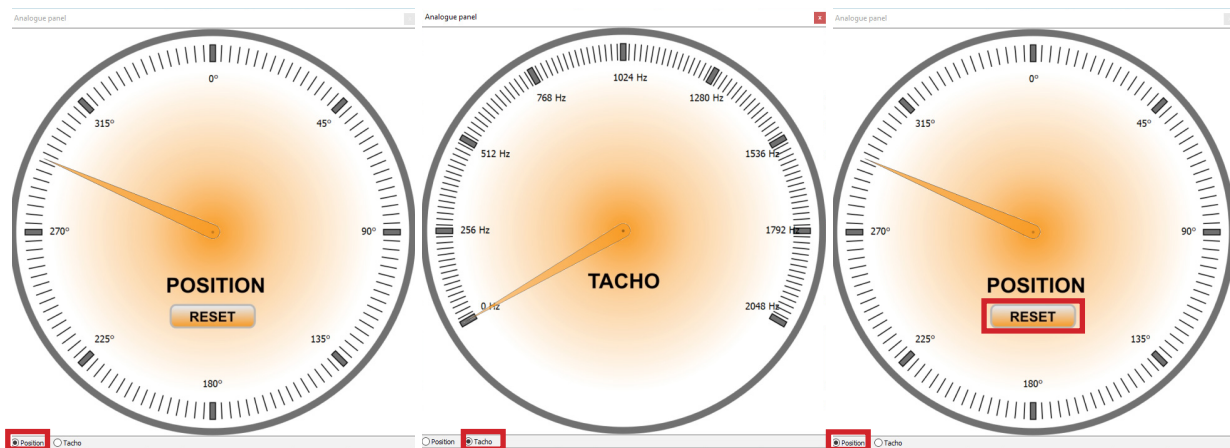 Analogue panel
0°
45°
90°
135°
180°
225°
270°
315°
POSITION
RESET
Position
Tacho
Analogue panel
x
0 Hz
256 Hz
512 Hz
768 Hz
1024 Hz
1280 Hz
1536 Hz
1792 Hz
2048 Hz
TACHO
Position
Tacho
Analogue panel
0°
45°
90°
135°
180°
225°
270°
315°
POSITION
RESET
Position
Tacho